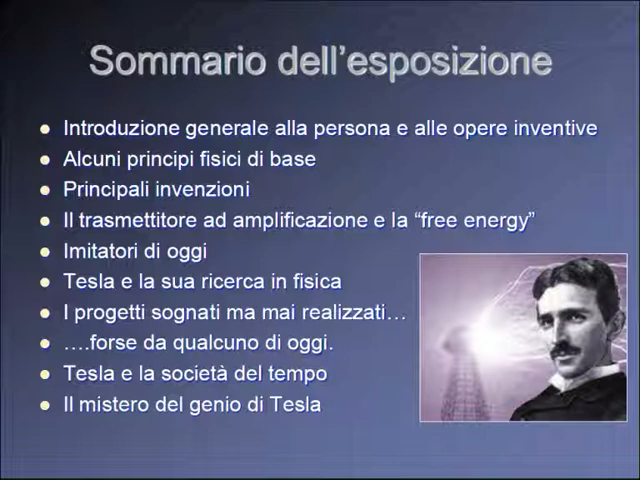 Sommario dell’esposizione
Introduzione generale alla persona e alle opere inventive
Alcuni principi fisici di base
Principali invenzioni
Il trasmettitore ad amplificazione e la “free energy”
Imitatori di oggi
Tesla e la sua ricerca in fisica
I progetti sognati ma mai realizzati…
….forse da qualcuno di oggi.
Tesla e la società del tempo
Il mistero del genio di Tesla